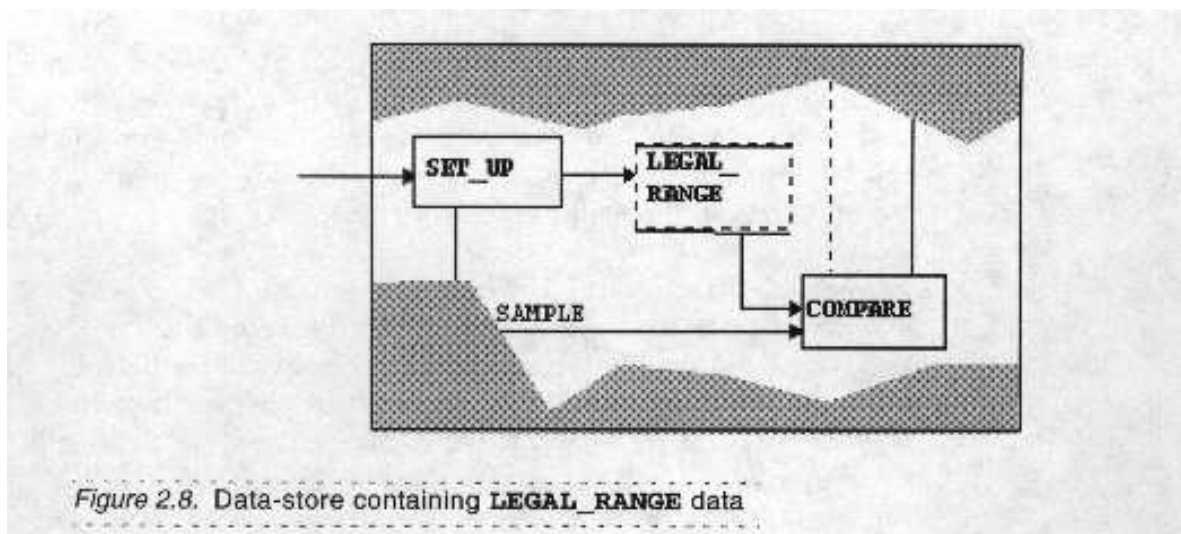 SET_UP
LEGAL_
RANGE
SAMPLE
COMPARE
Figure 2.8. Data-store containing LEGAL_RANGE data